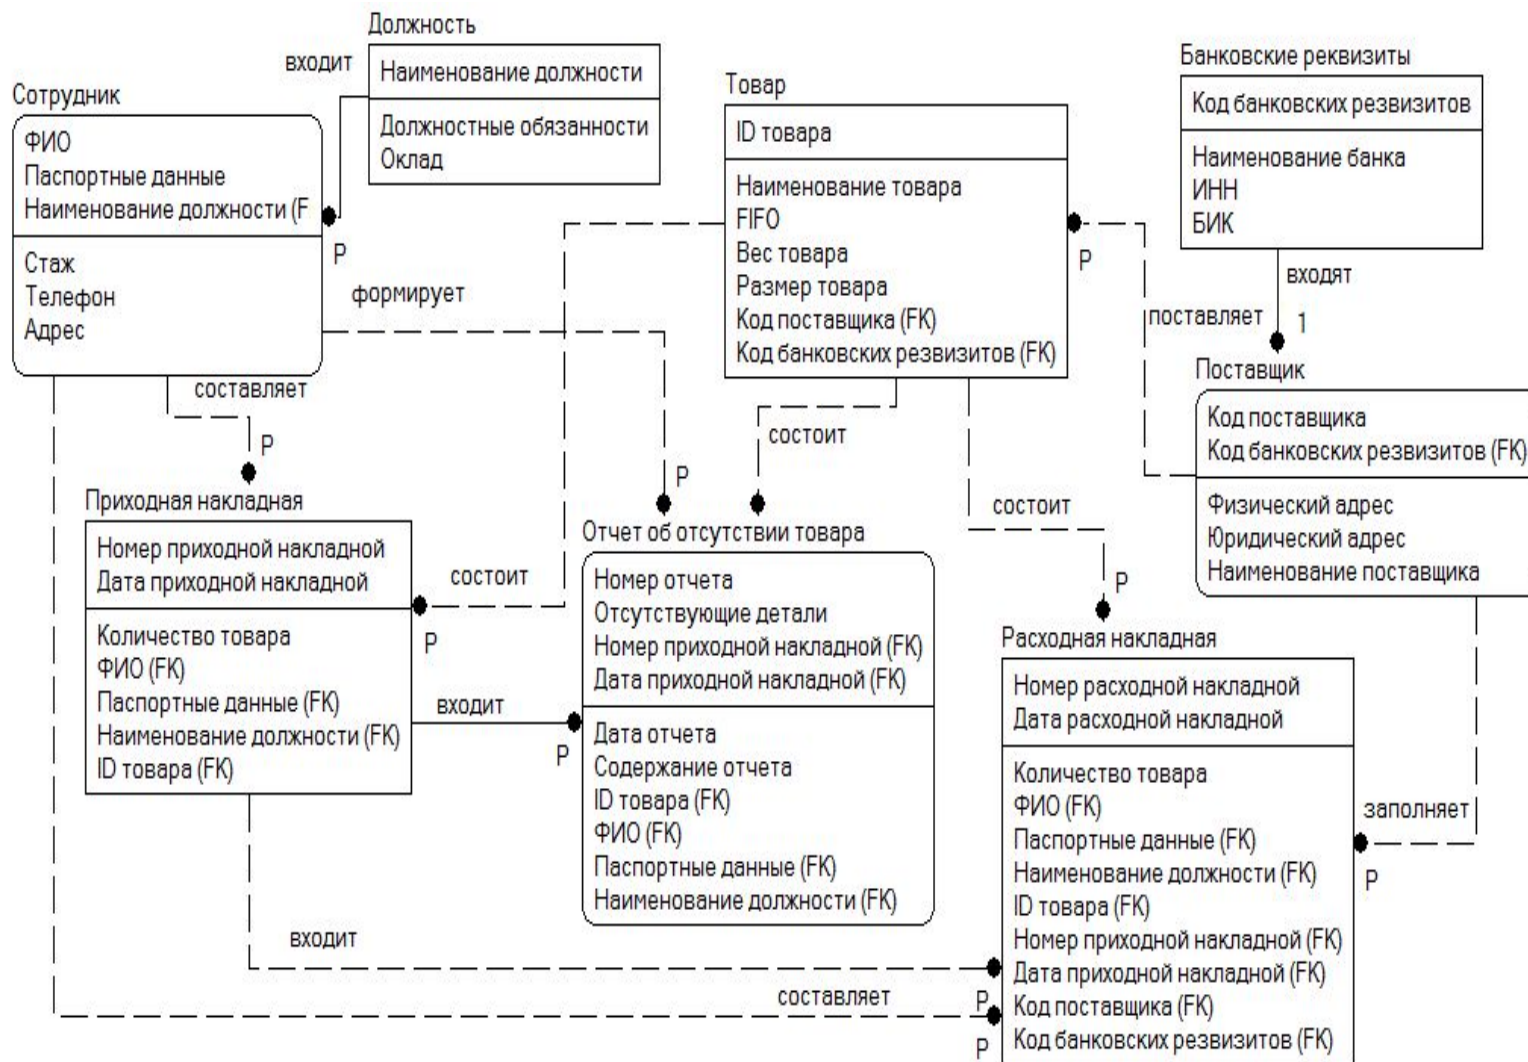 Должность
Наименование должности
Должностные обязанности
Оклад
входит
Сотрудник
ФИО
Паспортные данные
Наименование должности (F
Стаж
Телефон
Адрес
P
формирует
составляет
P
Товар
ID товара
Наименование товара
FIFO
Вес товара
Размер товара
Код поставщика (FK)
Код банковских резвизитов (FK)
Банковские реквизиты
Код банковских резвизитов
Наименование банка
ИНН
БИК
входят
1
P
поставляет
Поставщик
Код поставщика
Код банковских резвизитов (FK)
Физический адрес
Юридический адрес
Наименование поставщика
состоит
P
состоит
P
Приходная накладная
Номер приходной накладной
Дата приходной накладной
Количество товара
ФИО (FK)
Паспортные данные (FK)
Наименование должности (FK)
ID товара (FK)
состоит
P
входит
P
Отчет об отсутствии товара
Номер отчета
Отсутствующие детали
Номер приходной накладной (FK)
Дата приходной накладной (FK)
Дата отчета
Содержание отчета
ID товара (FK)
ФИО (FK)
Паспортные данные (FK)
Наименование должности (FK)
Расходная накладная
Номер расходной накладной
Дата расходной накладной
Количество товара
ФИО (FK)
Паспортные данные (FK)
Наименование должности (FK)
ID товара (FK)
Номер приходной накладной (FK)
Дата приходной накладной (FK)
Код поставщика (FK)
Код банковских резвизитов (FK)
заполняет
P
входит
P
составляет
P